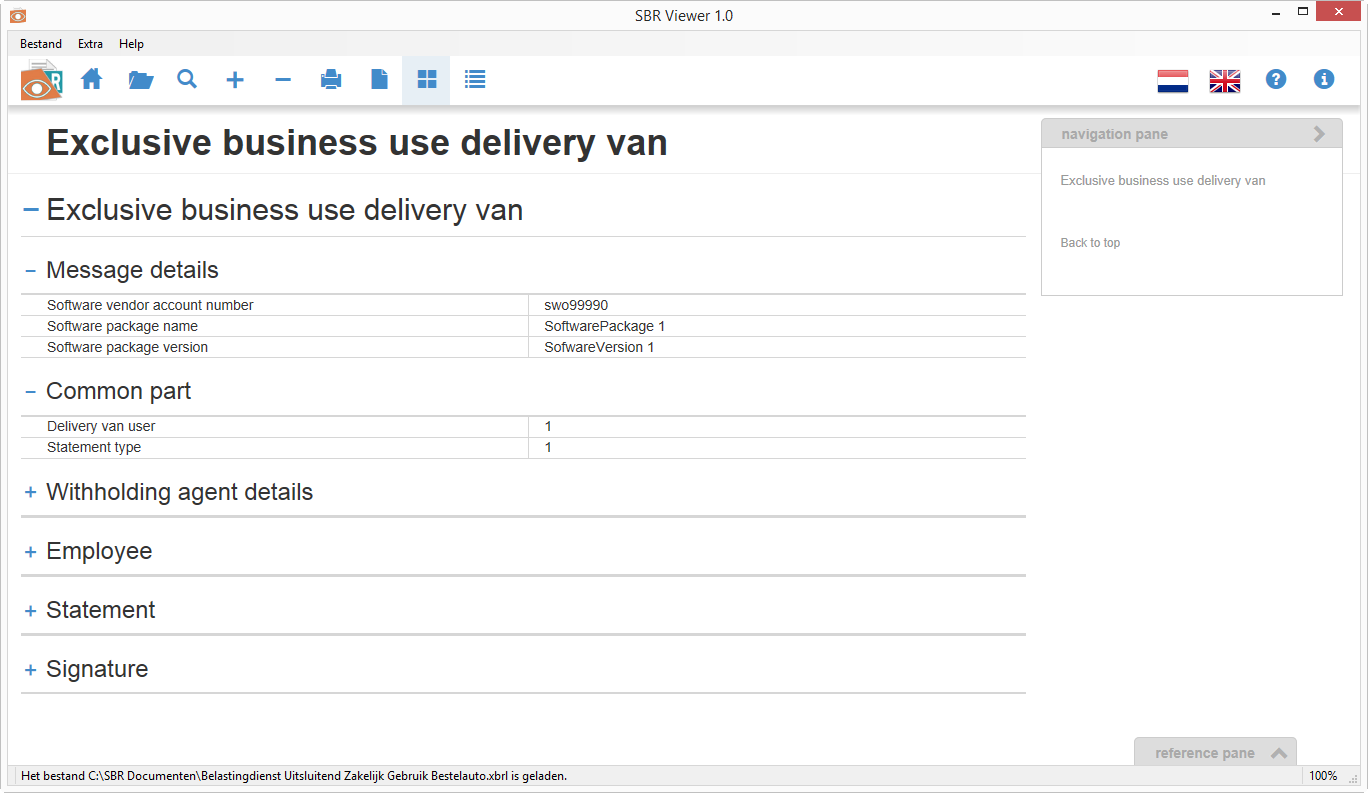 SBR Viewer 1.0
Bestand Extra Help
R
Exclusive business use delivery van
navigation pane
Exclusive business use delivery van
Back to top
Exclusive business use delivery van
Message details
Software vendor account number swo99990
Software package name SoftwarePackage 1
Software package version SofwareVersion 1
Common part
Delivery van user 1
Statement type 1
Withholding agent details
Employee
Statement
Signature
reference pane
Het bestand C:\SBR Documenten\Belastingdienst Uitsluitend Zakelijk Gebruik Bestelauto.xbrl is geladen. 100%